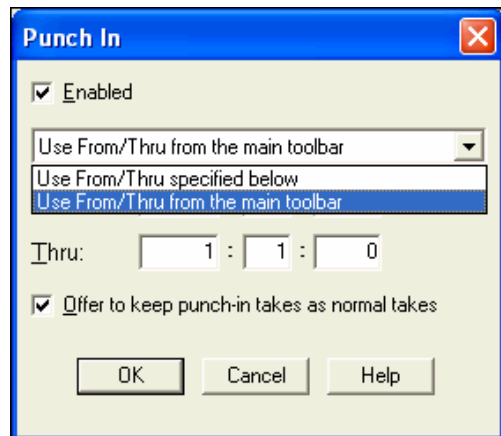 Punch In
Enabled
Use From/Thru from the main toolbar
Use From/Thru specified below
Use From/Thru from the main toolbar
Thru: 1 : 1 : 0
Offer to keep punch-in takes as normal takes
OK Cancel Help